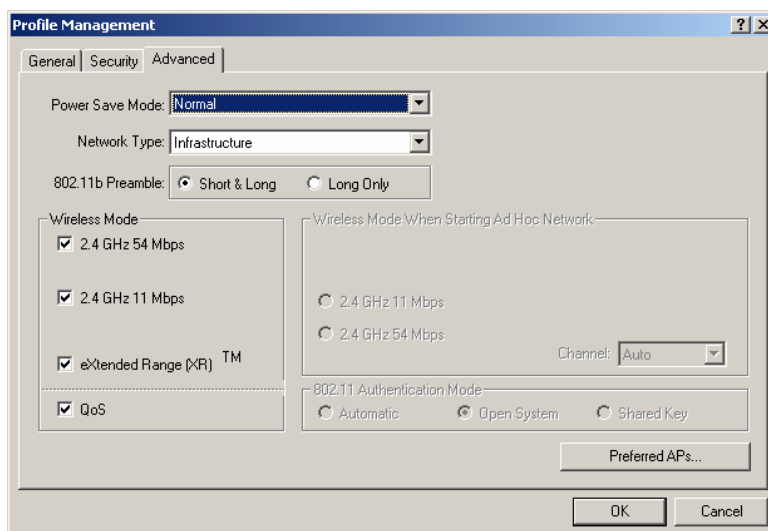 Profile Management
General Security Advanced
Power Save Mode: Normal
Network Type: Infrastructure
802.11b Preamble: Short & Long Long Only
Wireless Mode
2.4 GHz 54 Mbps
2.4 GHz 11 Mbps
eXtended Range (XR) TM
QoS
Wireless Mode When Starting Ad Hoc Network
2.4 GHz 11 Mbps
2.4 GHz 54 Mbps
Channel: Auto
802.11 Authentication Mode
Automatic Open System Shared Key
Preferred APs...
OK Cancel